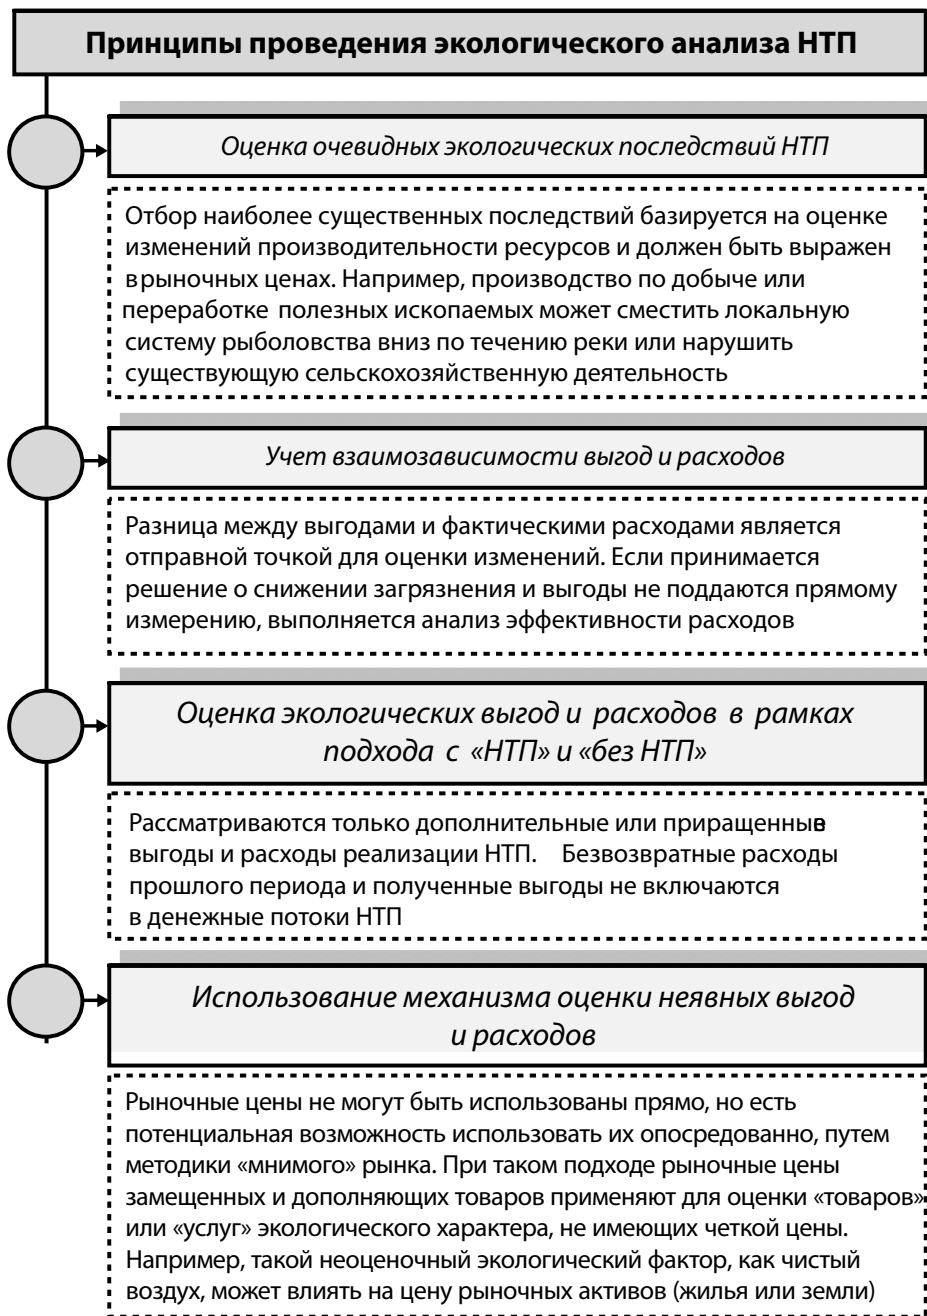 Принципы проведения экологического анализа НТП
Оценка очевидных экологических последствий НТП
Отбор наиболее существенных последствий базируется на оценке
изменений производительности ресурсов и должен быть выражен
в рыночных ценах. Например, производство по добыче или
переработке полезных ископаемых может сместить локальную
систему рыболовства вниз по течению реки или нарушить
существующую сельскохозяйственную деятельность
Учет взаимозависимости выгод и расходов
Разница между выгодами и фактическими расходами является
отправной точкой для оценки изменений. Если принимается
решение о снижении загрязнения и выгоды не поддаются прямому
измерению, выполняется анализ эффективности расходов
Оценка экологических выгод и расходов в рамках
подхода с «НТП» и «без НТП»
Рассматриваются только дополнительные или приращенные
выгоды и расходы реализации НТП. Безвозвратные расходы
прошлого периода и полученные выгоды не включаются
в денежные потоки НТП
Использование механизма оценки неявных выгод
и расходов
Рыночные цены не могут быть использованы прямо, но есть
потенциальная возможность использовать их опосредованно, путем
методики «мнимого» рынка. При таком подходе рыночные цены
замещенных и дополняющих товаров применяют для оценки «товаров»
или «услуг» экологического характера, не имеющих четкой цены.
Например, такой неоценочный экологический фактор, как чистый
воздух, может влиять на цену рыночных активов (жилья или земли)